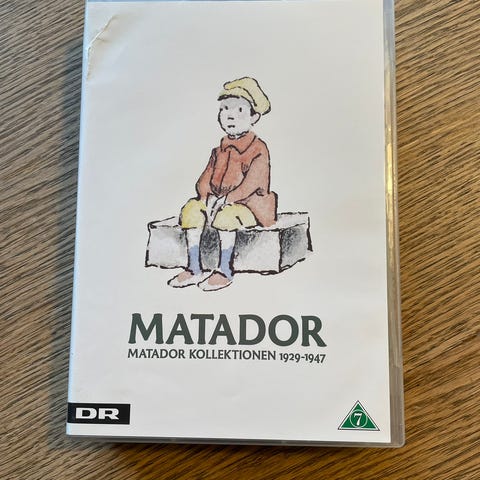 MATADOR
MATADOR KOLLEKTIONEN 1929-1947
DR
7